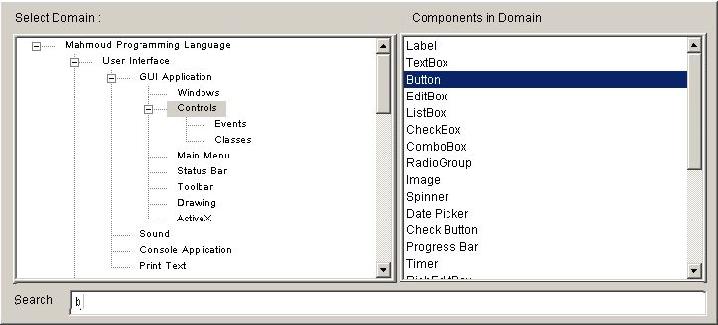 Select Domain :
Mahmoud Programming Language
User Interface
GUI Application
Windows
Controls
Events
Classes
Main Menu
Status Bar
Toolbar
Drawing
ActiveX
Sound
Console Application
Print Text
Components in Domain
Label
TextBox
Button
EditBox
ListBox
CheckBox
ComboBox
RadioGroup
Image
Spinner
Date Picker
Check Button
Progress Bar
Timer
RichEditBox
Search
b